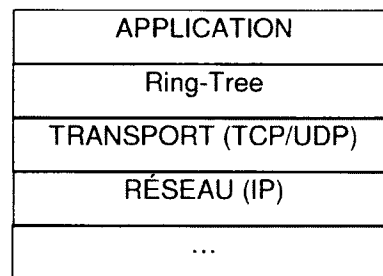 APPLICATION
Ring-Tree
TRANSPORT (TCP/UDP)
RÉSEAU (IP)
...